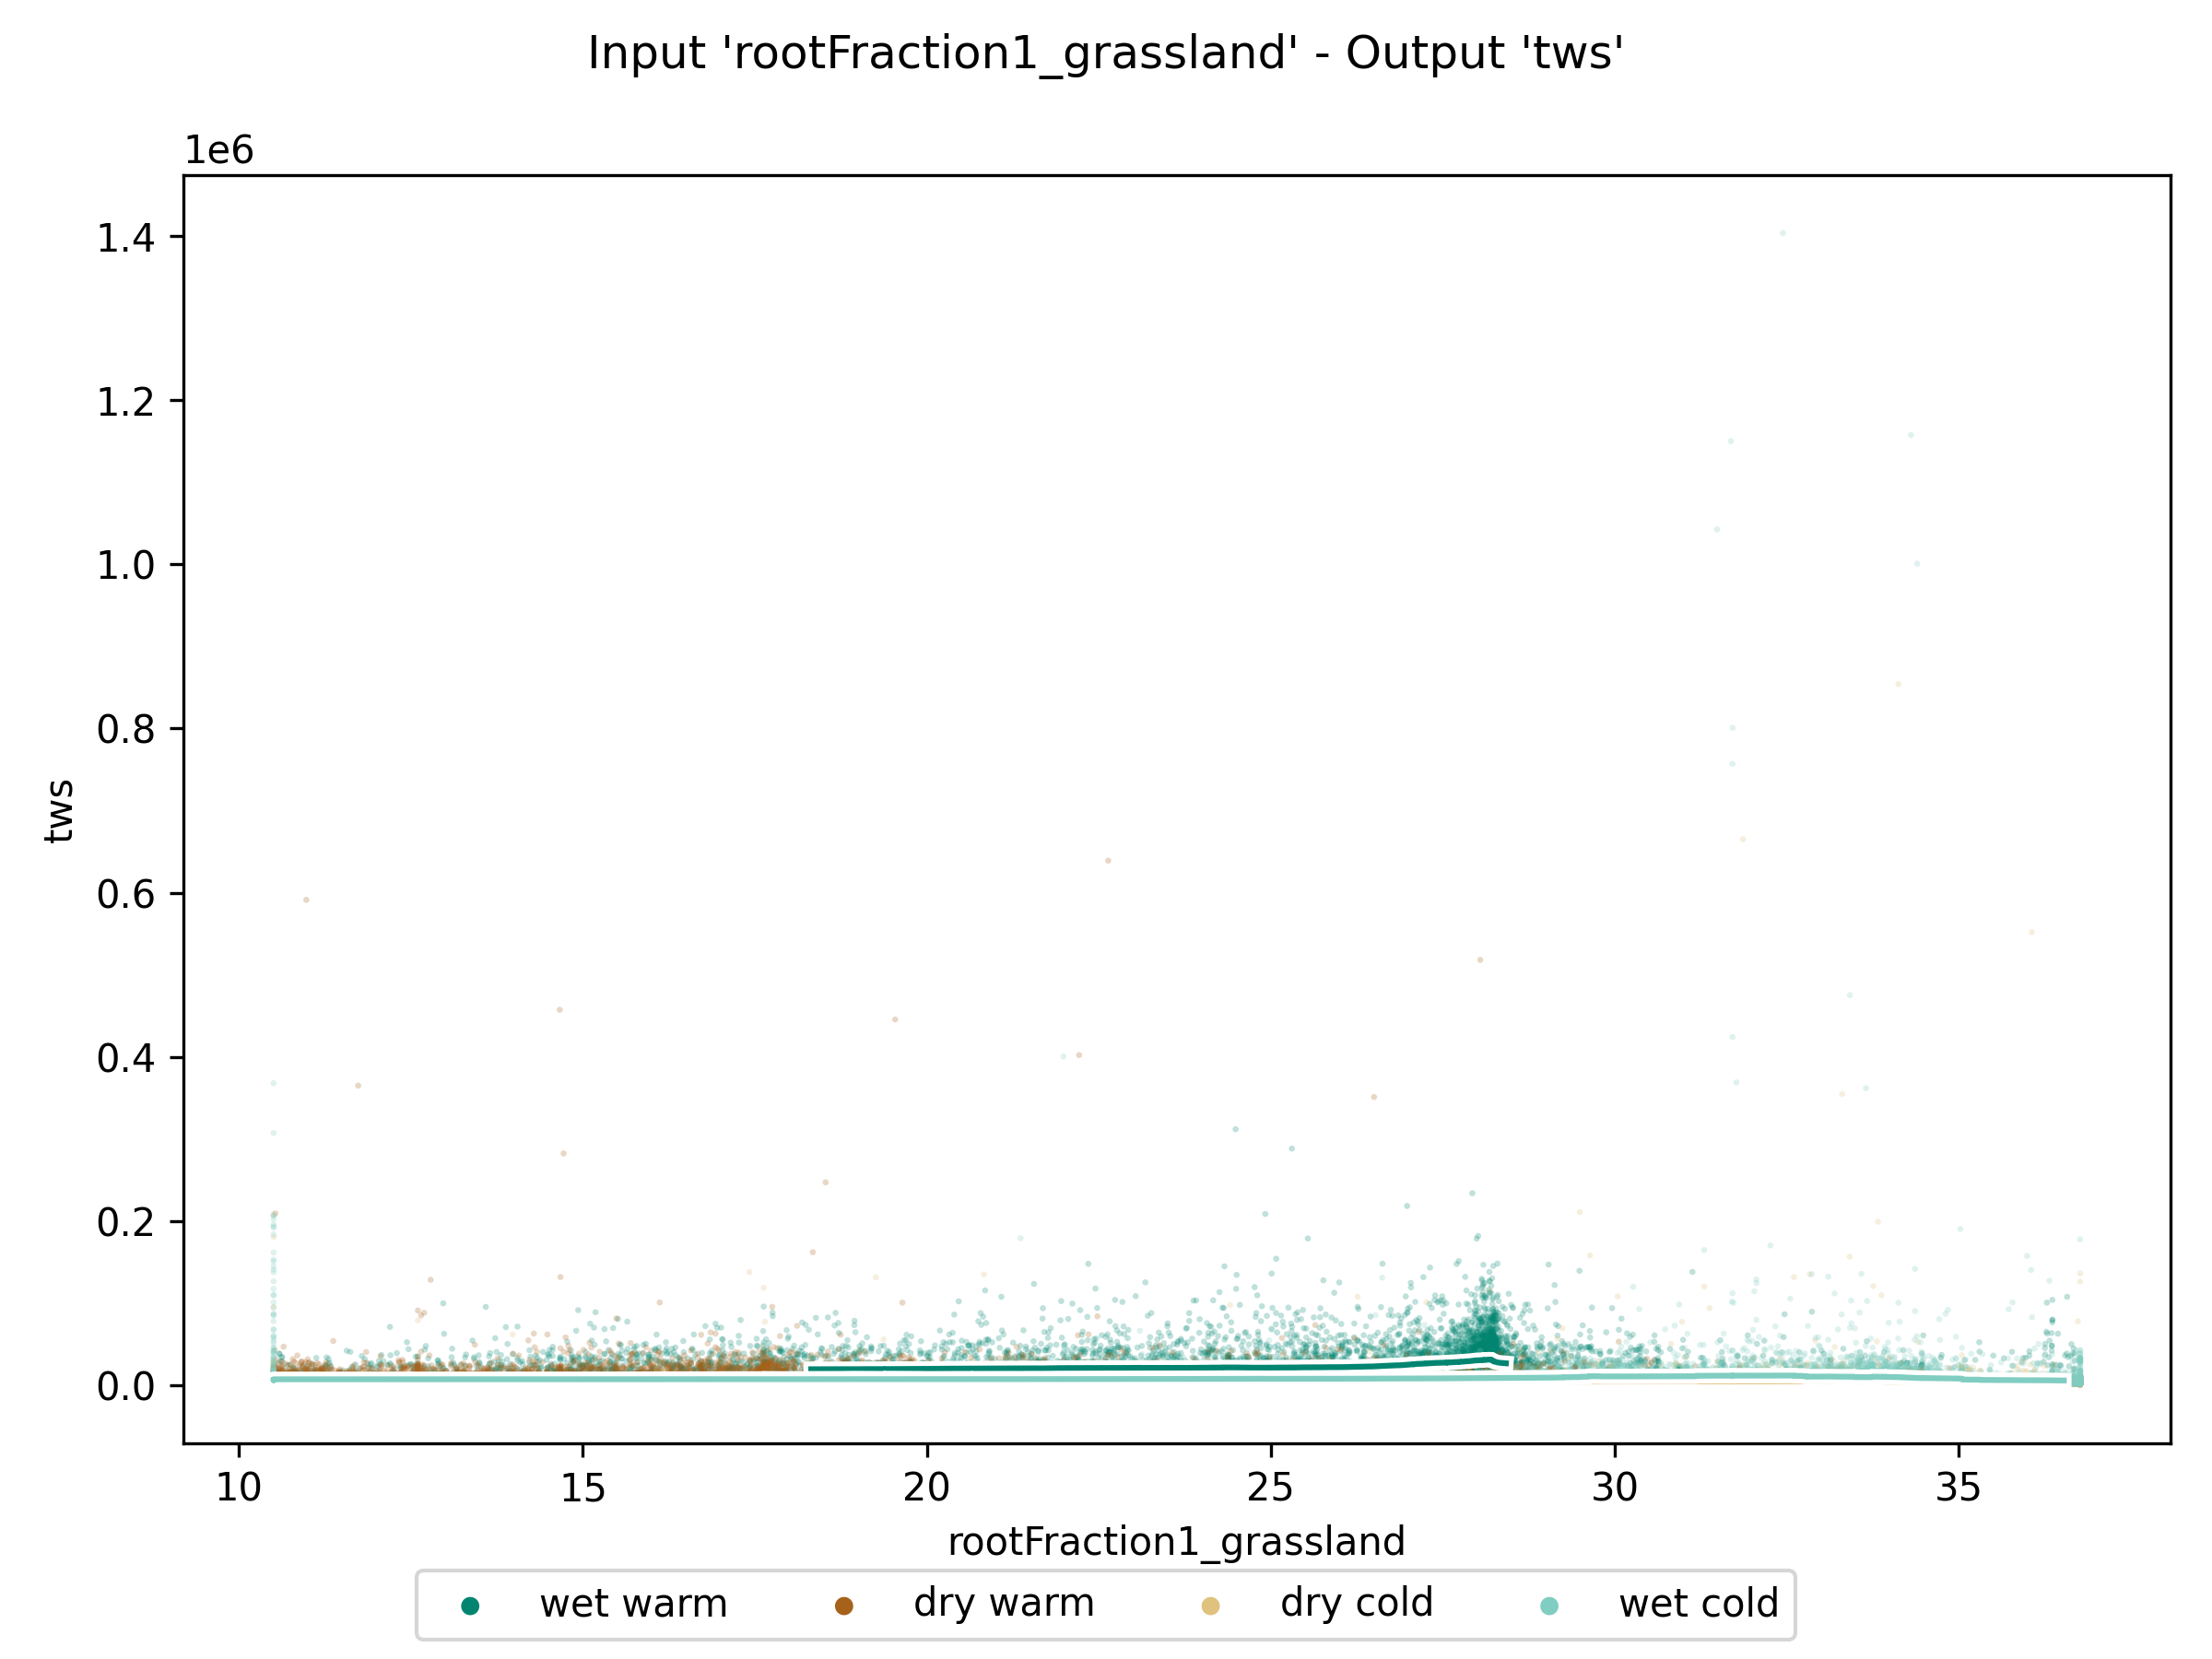 Input 'rootFraction1_grassland' - Output 'tws'
1e6
1.4
1.2
1.0
0.8
0.6
0.4
0.2
0.0
tws
10 15 20 25 30 35
rootFraction1_grassland
wet warm dry warm dry cold wet cold